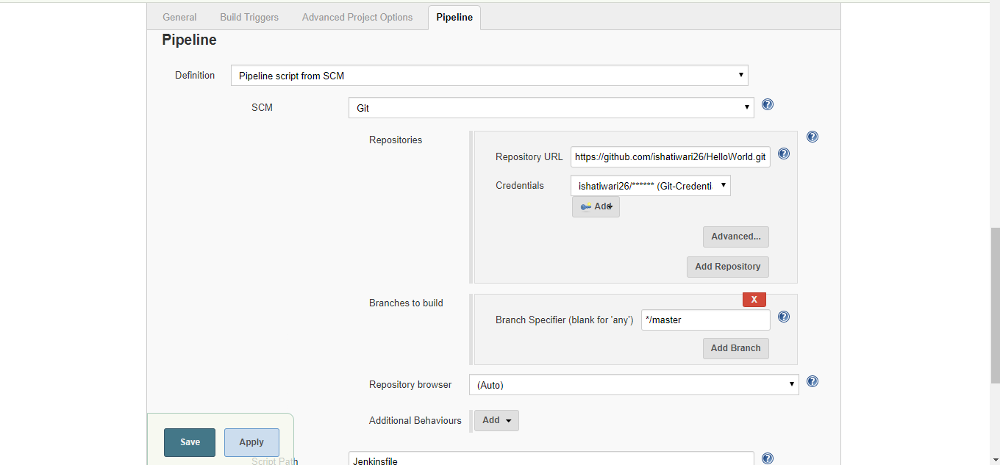 General Build Triggers Advanced Project Options Pipeline
Pipeline
Definition Pipeline script from SCM
SCM Git
Repositories
Repository URL https://github.com/ishatiwari26/HelloWorld.git
Credentials ishatiwari26/****** (Git-Credenti
Add
Advanced...
Add Repository
Branches to build
X
Branch Specifier (blank for 'any') */master
Add Branch
Repository browser (Auto)
Additional Behaviours Add
Save Apply
Script Path Jenkinsfile